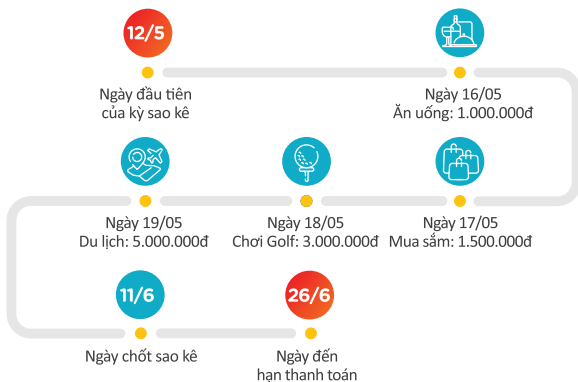 12/5
Ngày đầu tiên
của kỳ sao kê
Ngày 16/05
Ăn uống: 1.000.000đ
Ngày 17/05
Mua sắm: 1.500.000đ
Ngày 18/05
Chơi Golf: 3.000.000đ
Ngày 19/05
Du lịch: 5.000.000đ
11/6
Ngày chốt sao kê
26/6
Ngày đến
hạn thanh toán